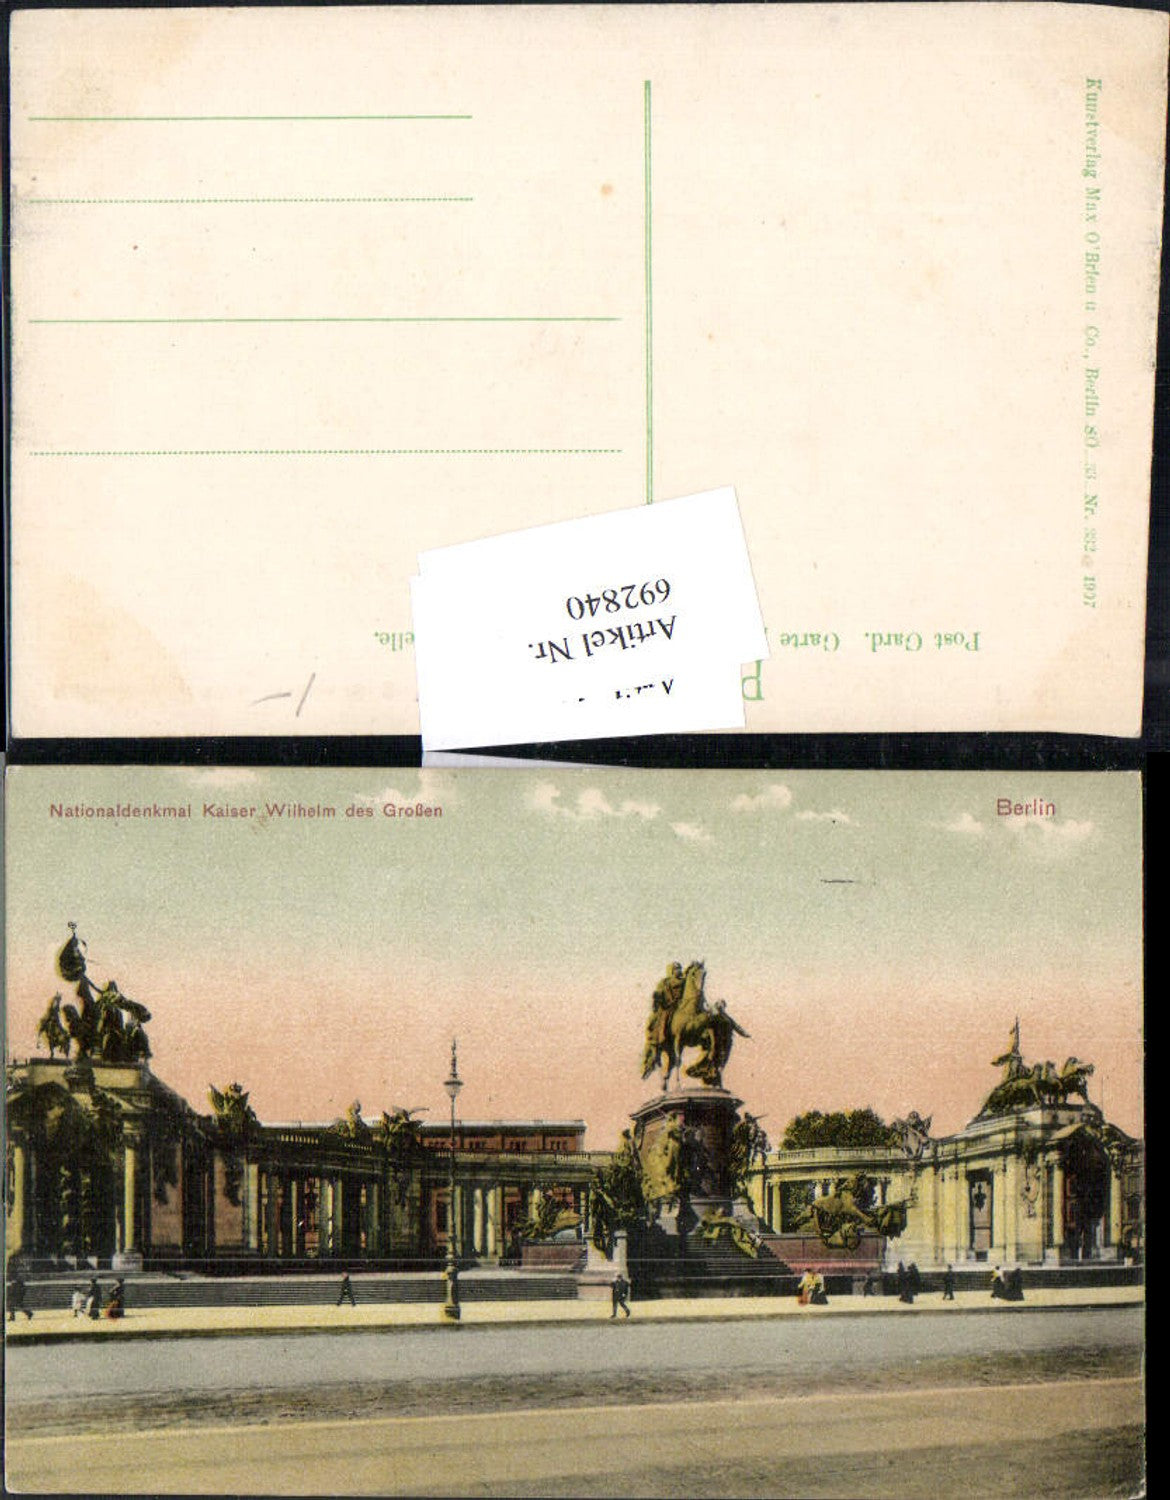 Kunstverlag Max O'Brien u Co., Berlin SO. 33 Nr. 332 1907
Post Card. Carte
elle.
P
Artikel Nr.
692840
Nationaldenkmal Kaiser Wilhelm des Großen
Berlin